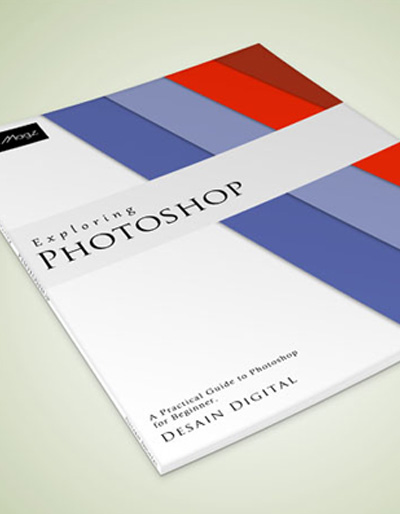 Magz
Exploring
PHOTOSHOP
A Practical Guide to Photoshop
for Beginner.
DESAIN DIGITAL